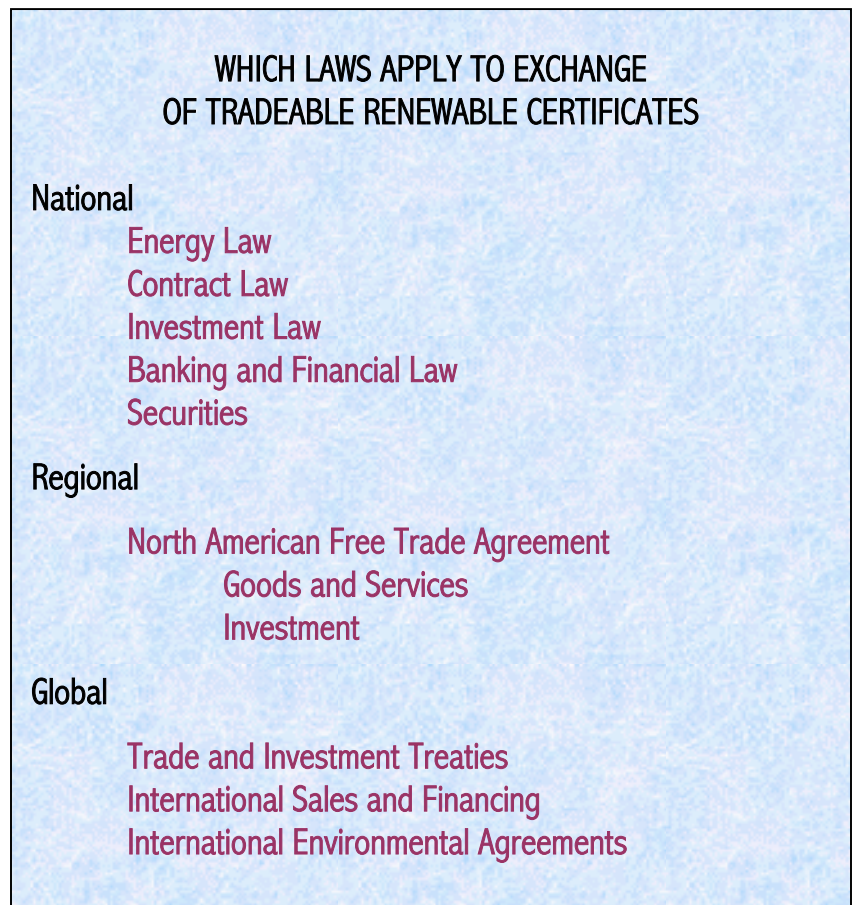 WHICH LAWS APPLY TO EXCHANGE
OF TRADEABLE RENEWABLE CERTIFICATES
National
Energy Law
Contract Law
Investment Law
Banking and Financial Law
Securities
Regional
North American Free Trade Agreement
Goods and Services
Investment
Global
Trade and Investment Treaties
International Sales and Financing
International Environmental Agreements